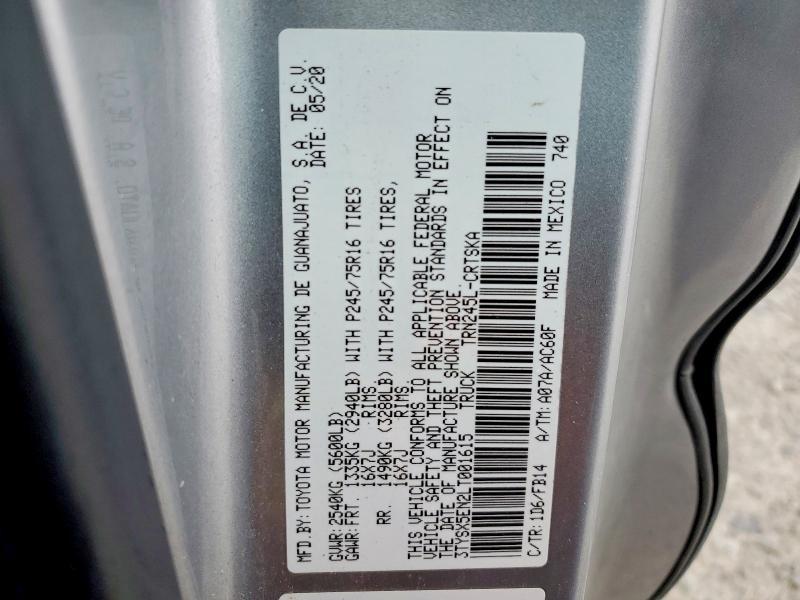 MFD.BY: TOYOTA MOTOR MANUFACTURING DE GUANAJUATO, S.A. DE C.V.
DATE: 05/20
GVWR: 2540KG (5600LB)
GAWR: FRT. 1335KG (2940LB) WITH P245/75R16 TIRES
16X7J RIMS.
RR. 1490KG (3280LB) WITH P245/75R16 TIRES,
16X7J RIMS.
THIS VEHICLE CONFORMS TO ALL APPLICABLE FEDERAL MOTOR
VEHICLE SAFETY AND THEFT PREVENTION STANDARDS IN EFFECT ON
THE DATE OF MANUFACTURE SHOWN ABOVE.
3TYSX5EN2LT001615 TRUCK TRN245L-CRTSKA
C/TR: 1D6/FB14 A/TM: A07A/AC60F MADE IN MEXICO 740